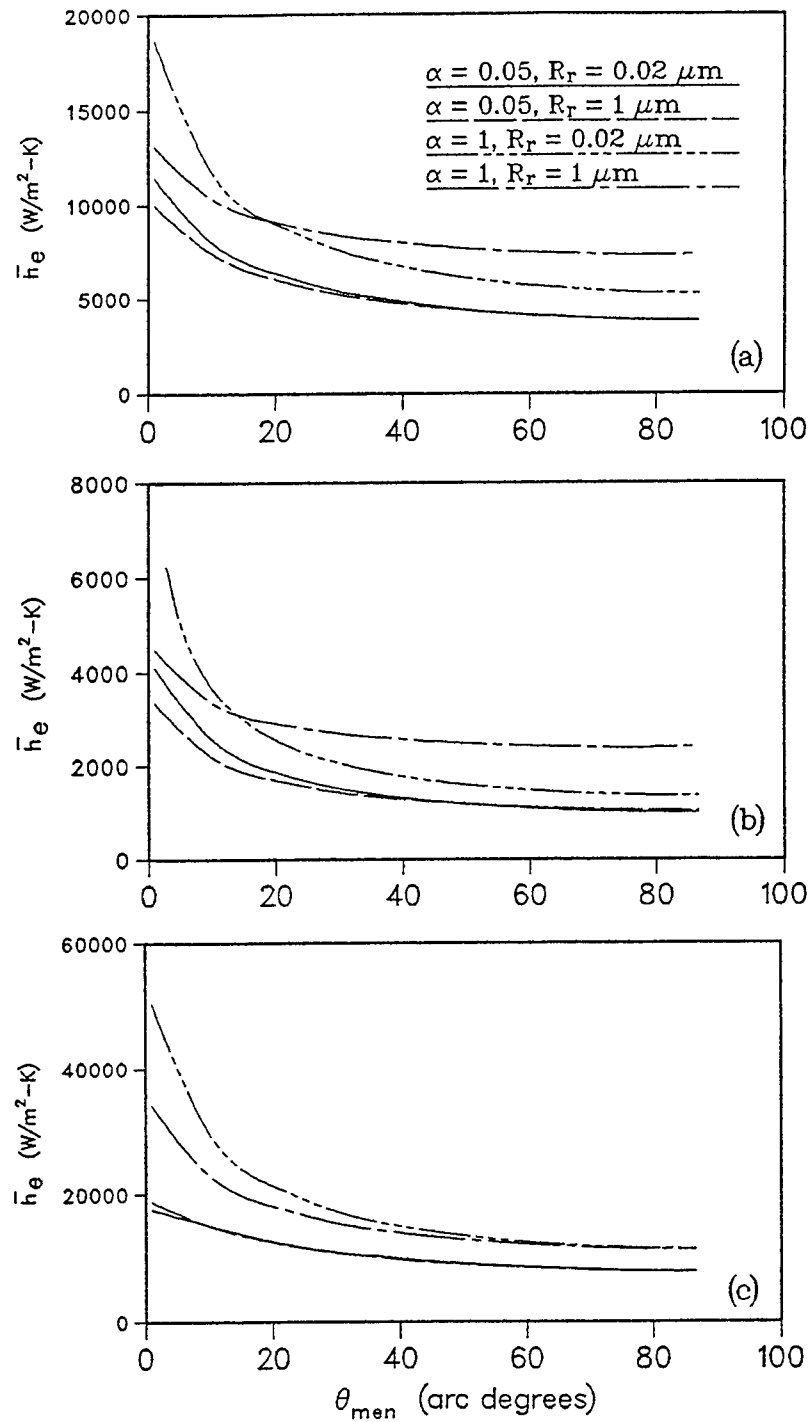 20000
15000
10000
5000
0
h̄e (W/m²−K)
α = 0.05, Rr = 0.02 μm
α = 0.05, Rr = 1 μm
α = 1, Rr = 0.02 μm
α = 1, Rr = 1 μm
(a)
0 20 40 60 80 100
8000
6000
4000
2000
0
h̄e (W/m²−K)
(b)
0 20 40 60 80 100
60000
40000
20000
0
h̄e (W/m²−K)
(c)
0 20 40 60 80 100
θmen (arc degrees)